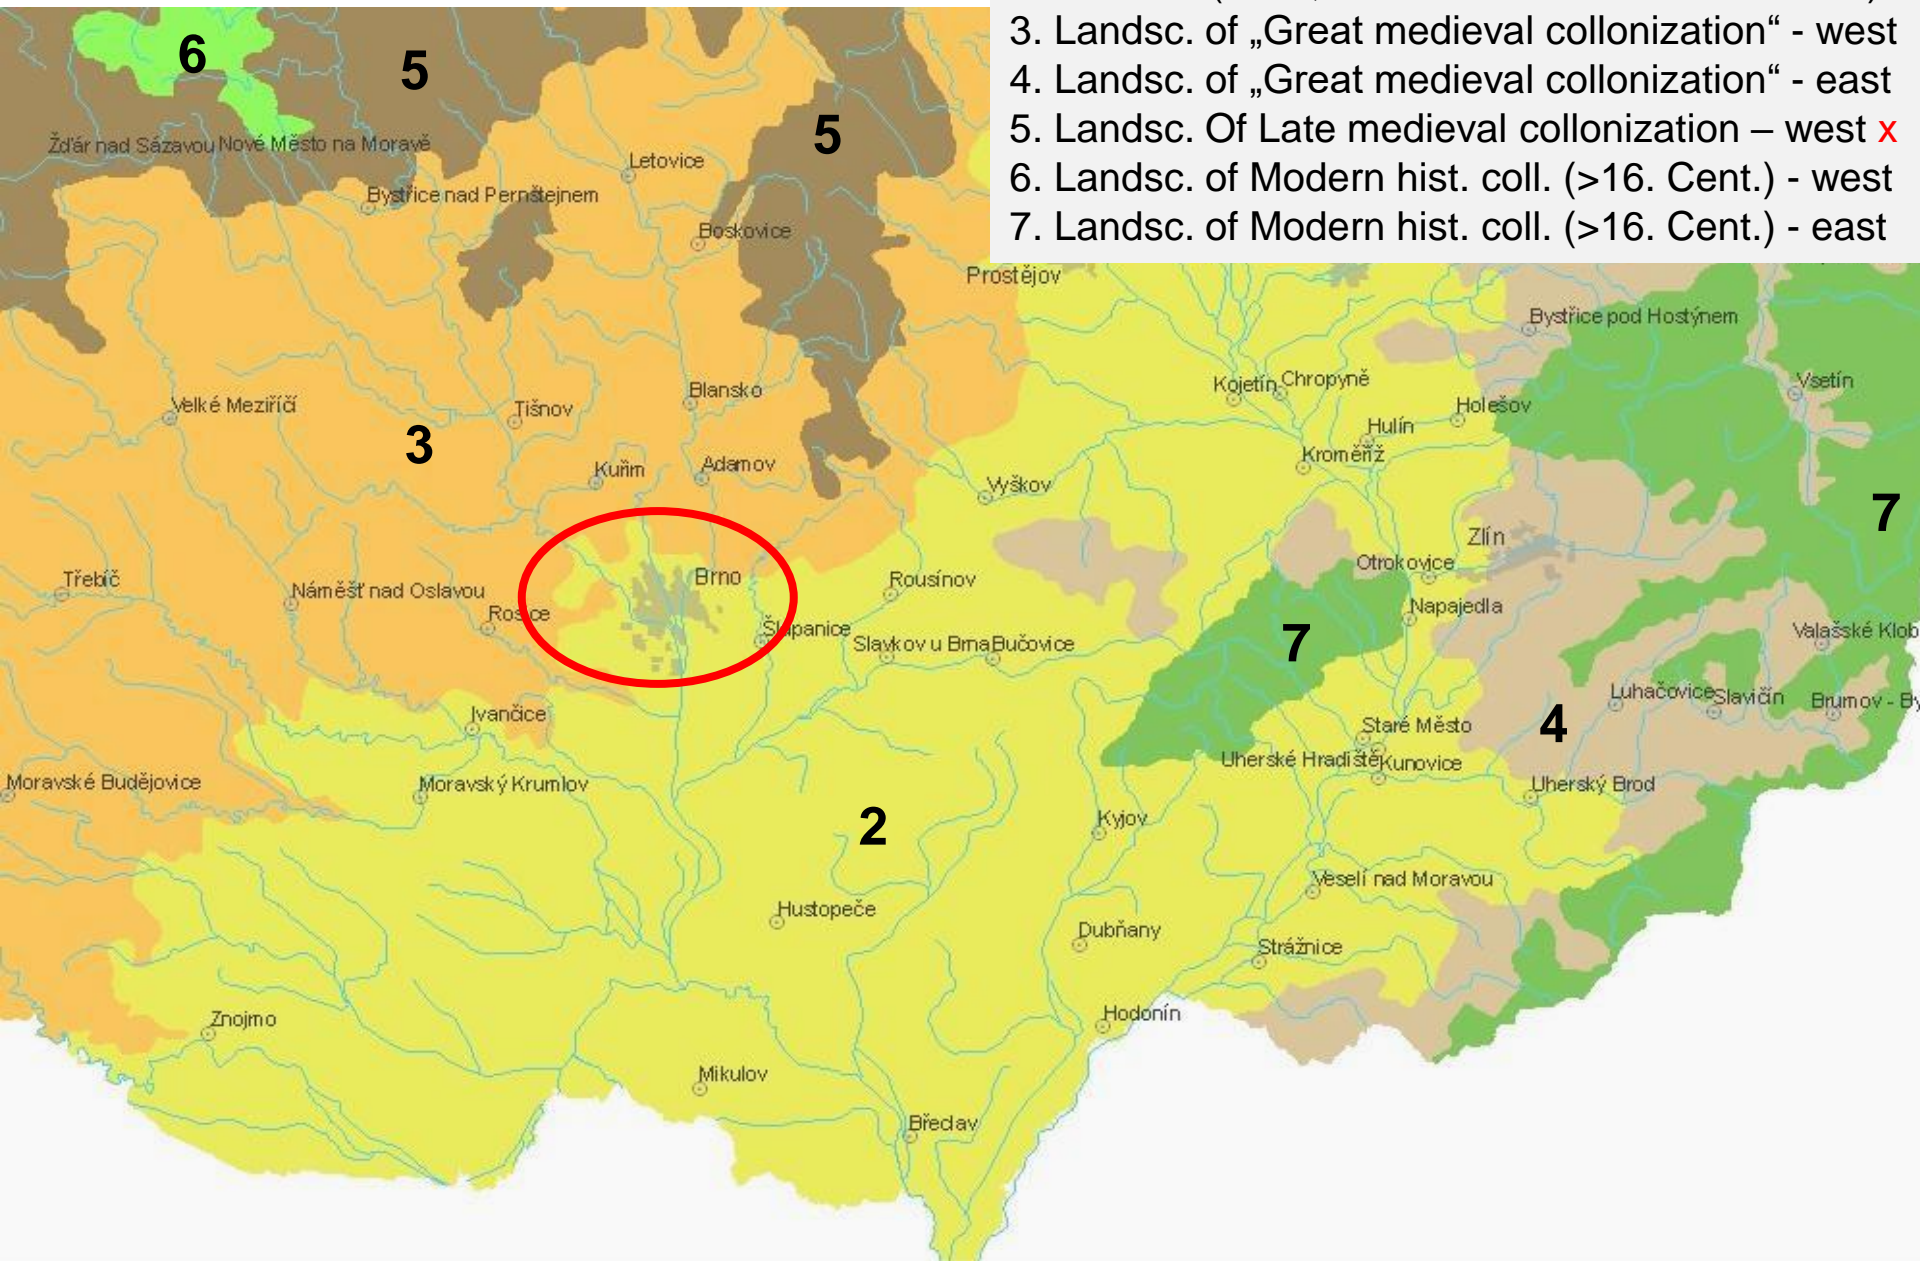 3. Landsc. of „Great medieval collonization“ - west
4. Landsc. of „Great medieval collonization“ - east
5. Landsc. Of Late medieval collonization – west x
6. Landsc. of Modern hist. coll. (>16. Cent.) - west
7. Landsc. of Modern hist. coll. (>16. Cent.) - east
6
5
5
Žďár nad Sázavou
Nové Město na Moravě
Letovice
Bystřice nad Pernštejnem
Boskovice
Prostějov
Bystřice pod Hostýnem
Velké Meziříčí
Tišnov
Blansko
Kojetín
Chropyně
Vsetín
Holešov
3
Hulín
Kuřim
Adamov
Kroměříž
Vyškov
7
Zlín
Otrokovice
Třebíč
Náměšť nad Oslavou
Brno
Rousínov
Rosice
Šlapanice
Napajedla
Slavkov u Brna
Bučovice
7
Valašské Klob
Luhačovice
Slavičín
Brumov - By
Ivančice
Staré Město
4
Uherské Hradiště
Kunovice
Moravské Budějovice
Moravský Krumlov
Uherský Brod
2
Kyjov
Veselí nad Moravou
Hustopeče
Dubňany
Strážnice
Znojmo
Hodonín
Mikulov
Břeclav